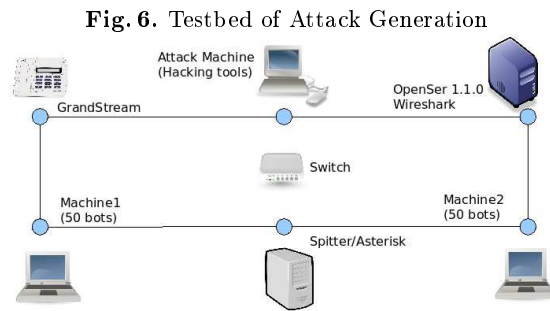 Fig. 6. Testbed of Attack Generation
Attack Machine
(Hacking tools)
GrandStream
OpenSer 1.1.0
Wireshark
Switch
Machine1
(50 bots)
Machine2
(50 bots)
Spitter/Asterisk